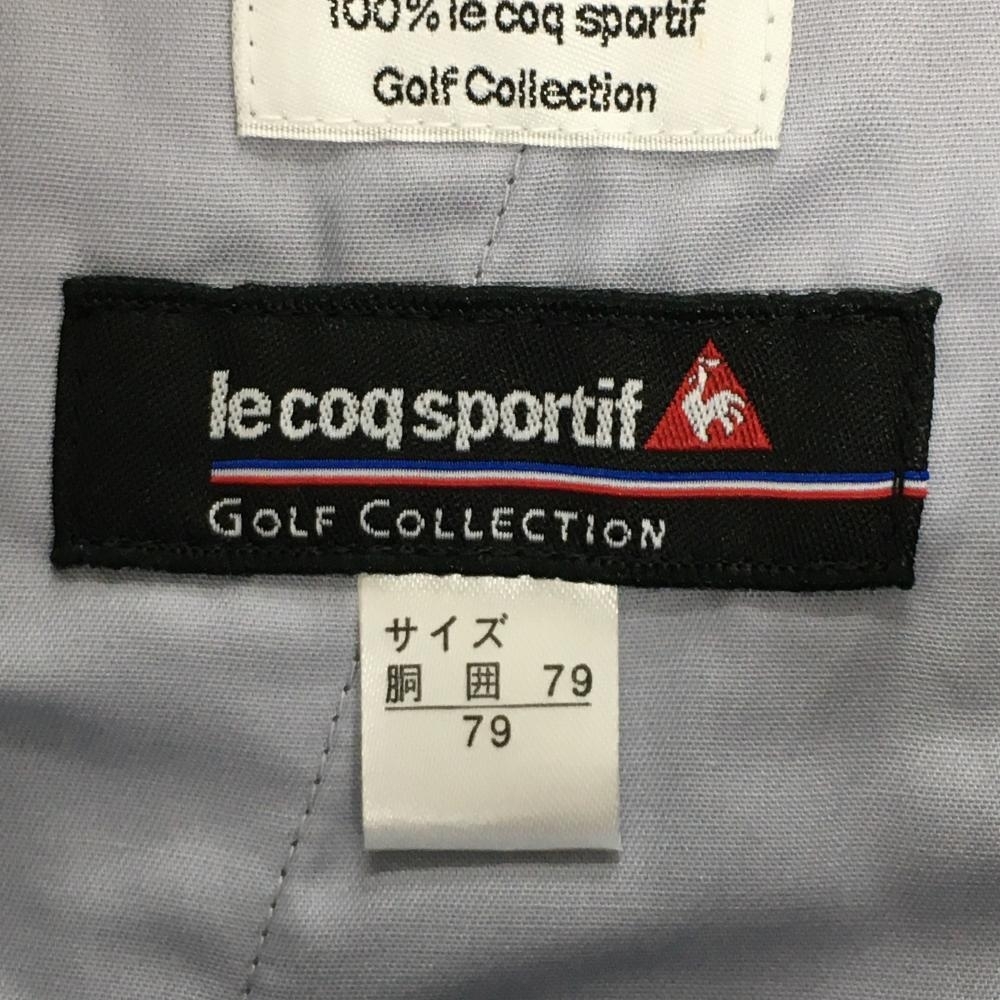 100% le coq sportif
Golf Collection
le coq sportif
GOLF COLLECTION
サイズ
胴 囲 79
79